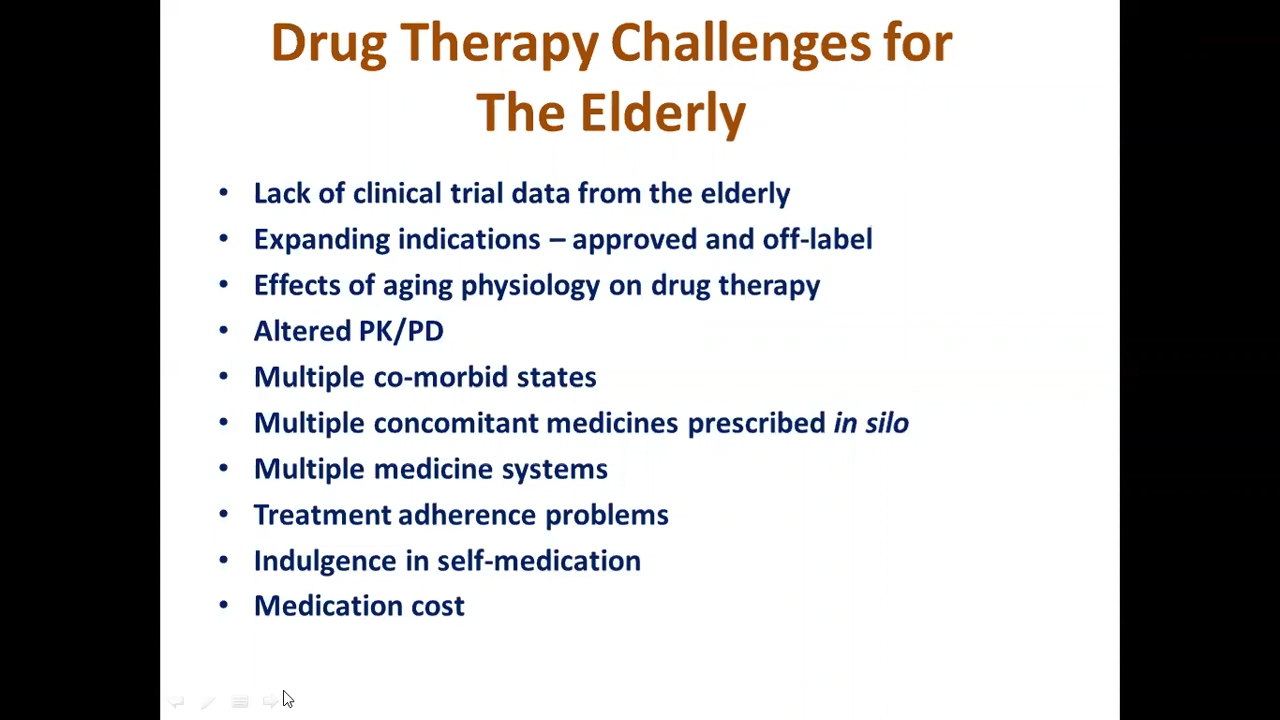 Drug Therapy Challenges for
The Elderly
• Lack of clinical trial data from the elderly
• Expanding indications – approved and off-label
• Effects of aging physiology on drug therapy
• Altered PK/PD
• Multiple co-morbid states
• Multiple concomitant medicines prescribed in silo
• Multiple medicine systems
• Treatment adherence problems
• Indulgence in self-medication
• Medication cost